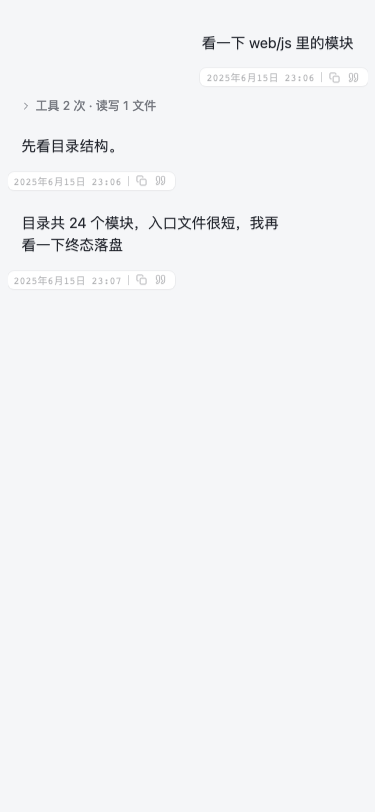 看一下 web/js 里的模块
2025年6月15日 23:06
工具 2 次 · 读写 1 文件
先看目录结构。
2025年6月15日 23:06
目录共 24 个模块，入口文件很短，我再
看一下终态落盘
2025年6月15日 23:07